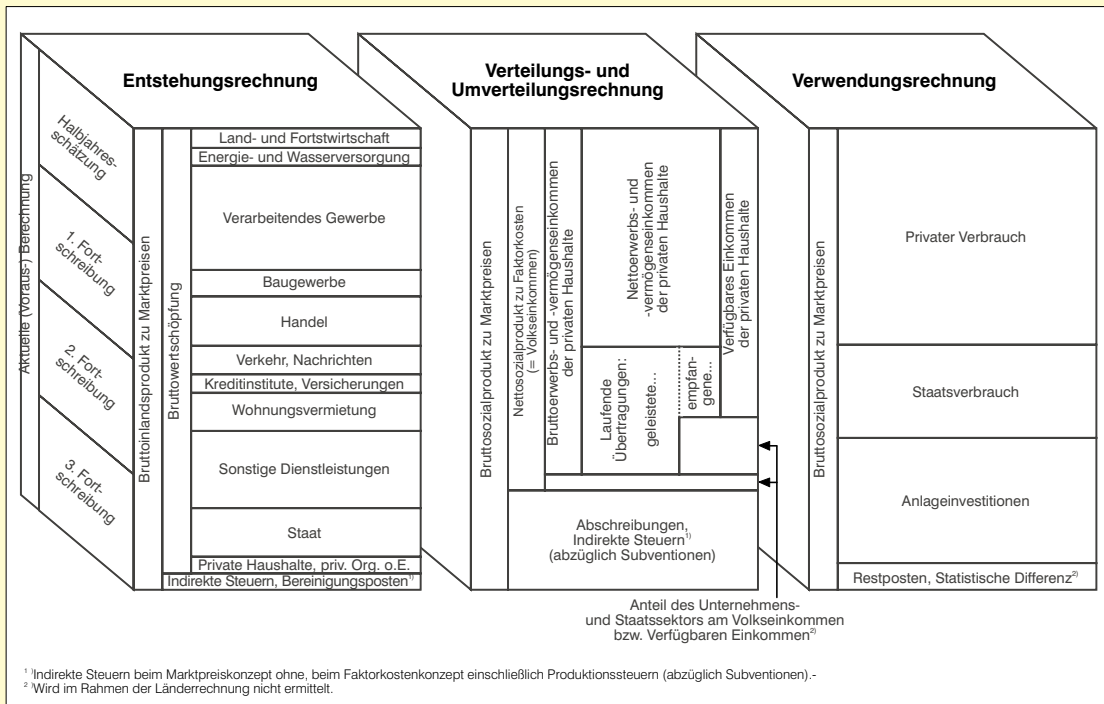 Entstehungsrechnung
Aktuelle (Voraus-) Berechnung
Halbjahres-
schätzung
1. Fort-
schreibung
2. Fort-
schreibung
3. Fort-
schreibung
Bruttoinlandsprodukt zu Marktpreisen
Bruttowertschöpfung
Land- und Fortstwirtschaft
Energie- und Wasserversorgung
Verarbeitendes Gewerbe
Baugewerbe
Handel
Verkehr, Nachrichten
Kreditinstitute, Versicherungen
Wohnungsvermietung
Sonstige Dienstleistungen
Staat
Private Haushalte, priv. Org. o.E.
Indirekte Steuern, Bereinigungsposten¹⁾
Verteilungs- und
Umverteilungsrechnung
Bruttosozialprodukt zu Marktpreisen
Nettosozialprodukt zu Faktorkosten
(= Volkseinkommen)
Bruttoerwerbs- und -vermögenseinkommen
der privaten Haushalte
Nettoerwerbs- und
-vermögenseinkommen
der privaten Haushalte
Laufende
Übertragungen:
geleistete...
empfan-
gene...
Verfügbares Einkommen
der privaten Haushalte
Abschreibungen,
Indirekte Steuern¹⁾
(abzüglich Subventionen)
Anteil des Unternehmens-
und Staatssektors am Volkseinkommen
bzw. Verfügbaren Einkommen²⁾
Verwendungsrechnung
Bruttosozialprodukt zu Marktpreisen
Privater Verbrauch
Staatsverbrauch
Anlageinvestitionen
Restposten, Statistische Differenz²⁾
¹⁾Indirekte Steuern beim Marktpreiskonzept ohne, beim Faktorkostenkonzept einschließlich Produktionssteuern (abzüglich Subventionen).-
²⁾Wird im Rahmen der Länderrechnung nicht ermittelt.